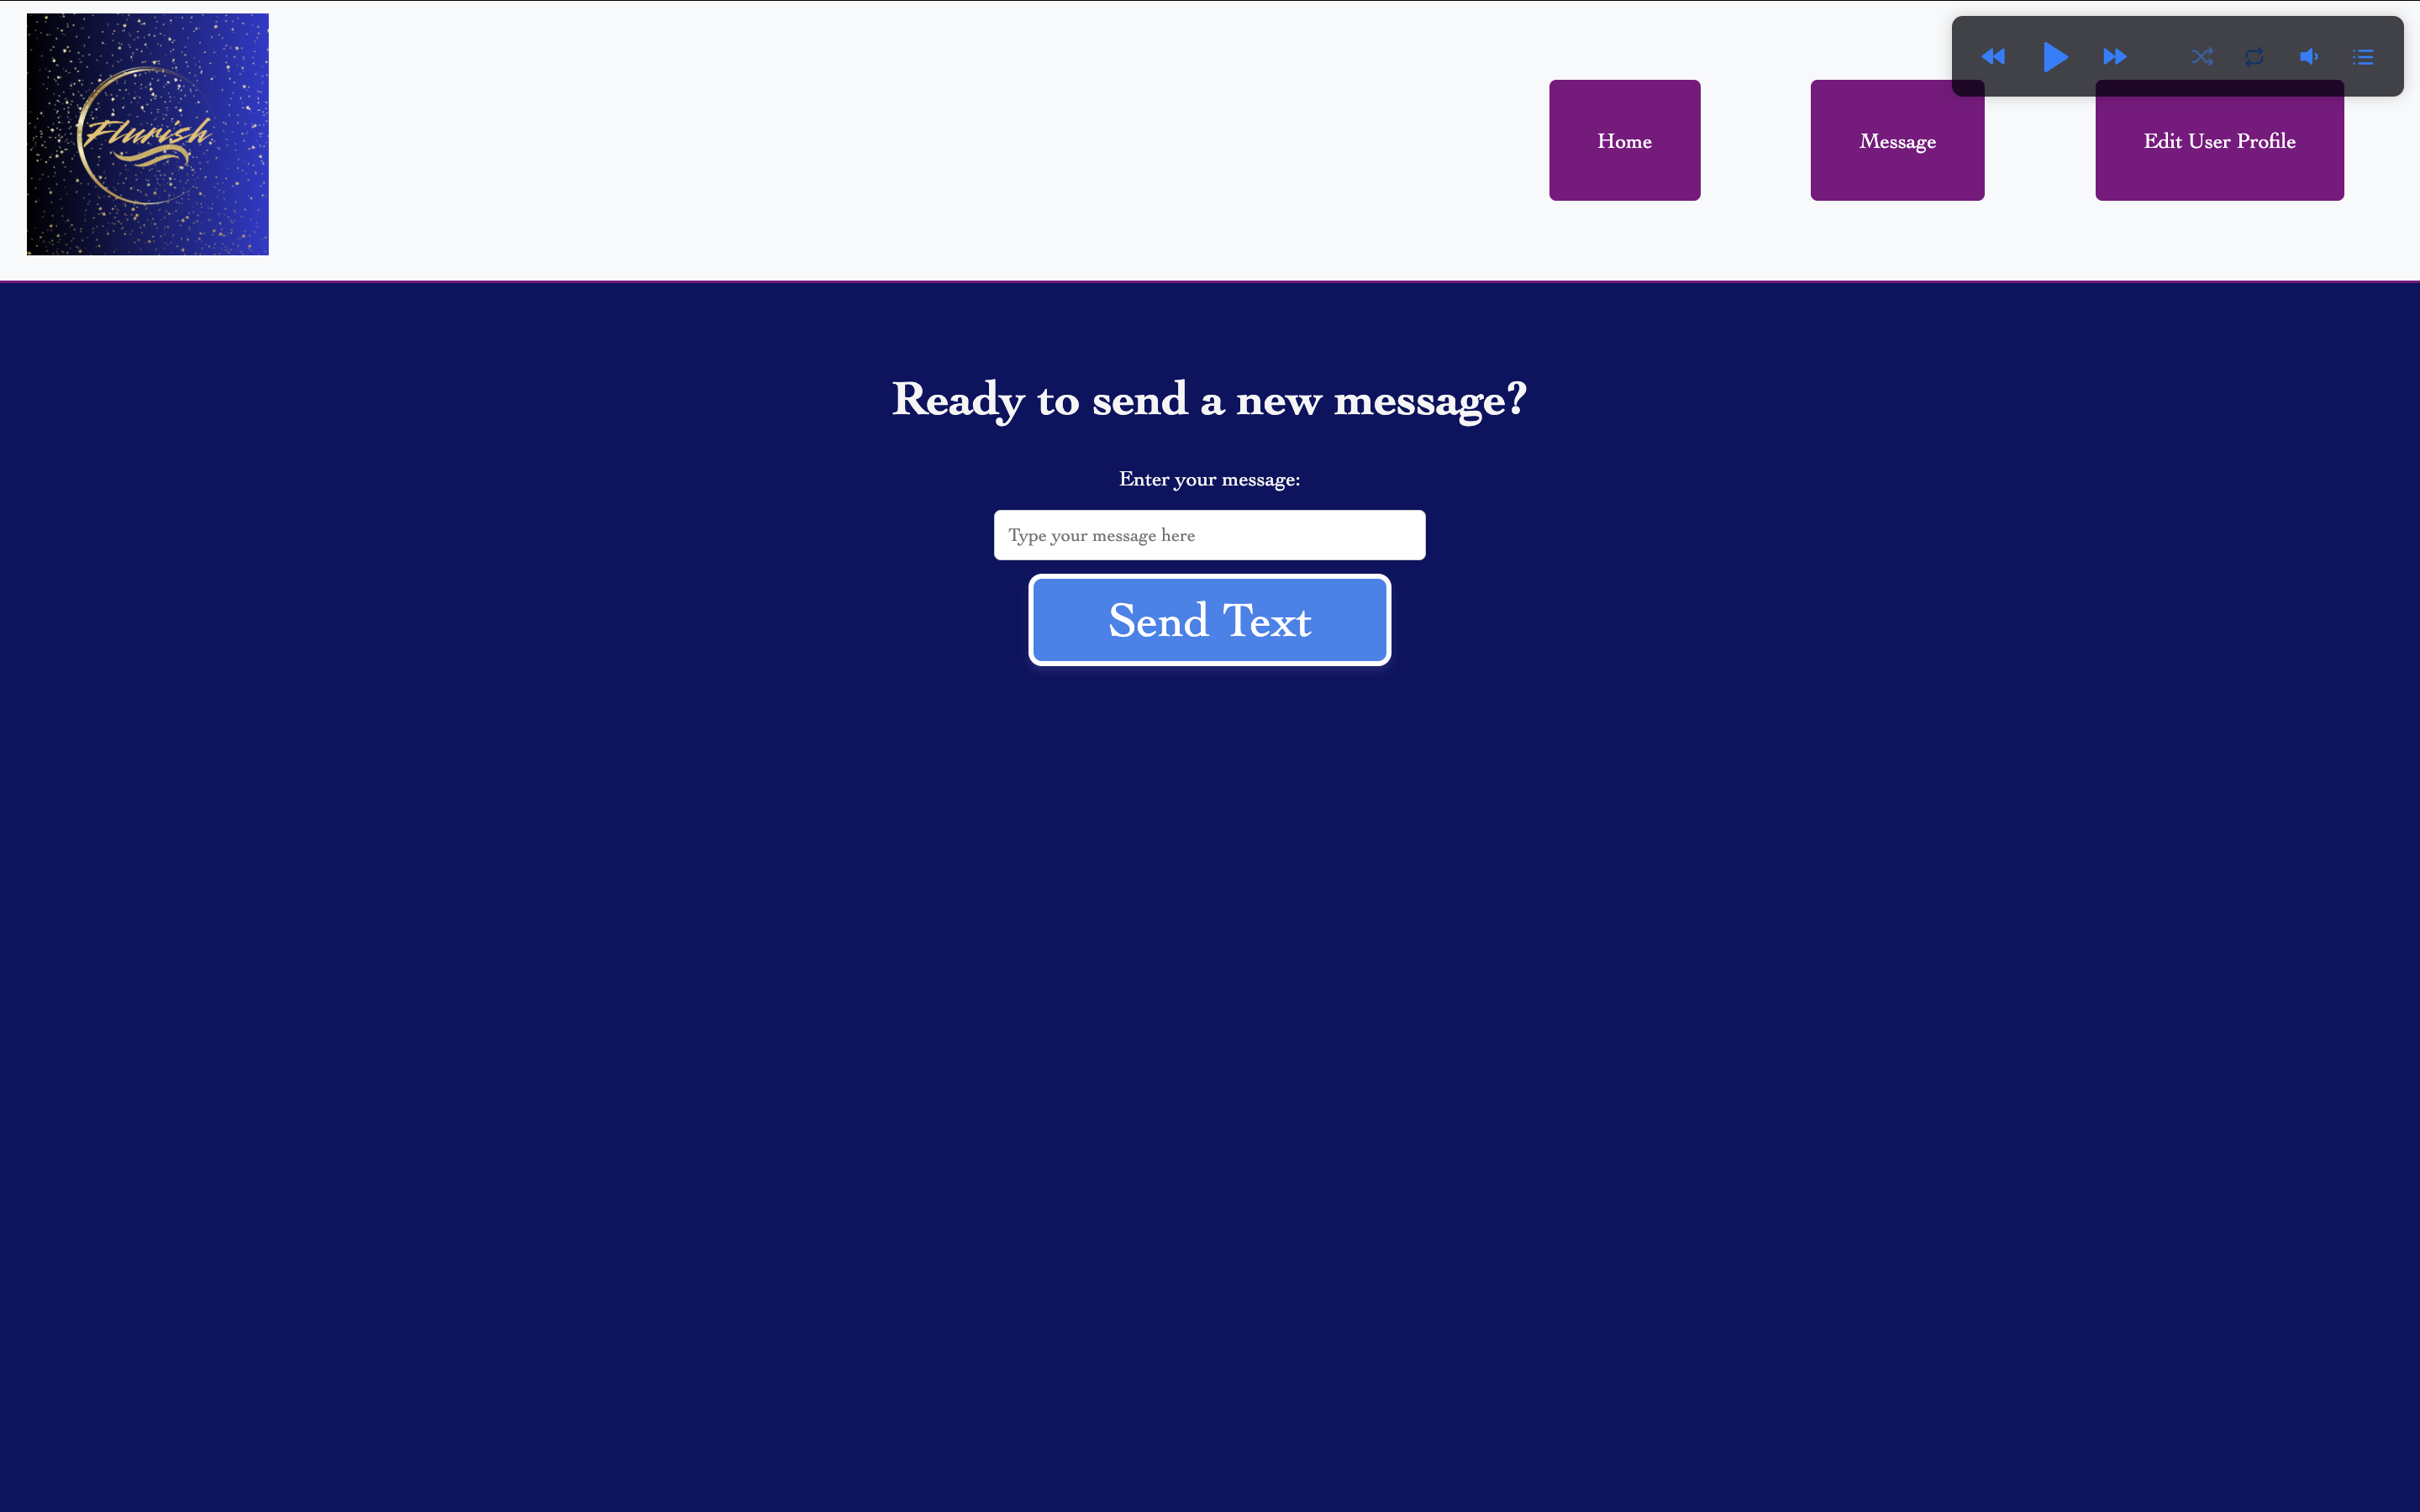 Flurish
Home
Message
Edit User Profile
Ready to send a new message?
Enter your message:
Type your message here
Send Text